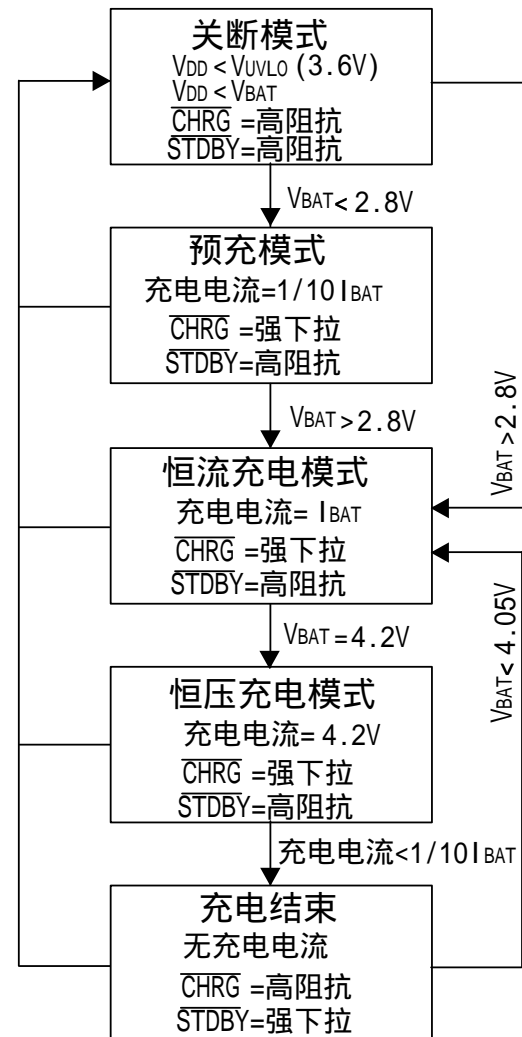 关断模式
VDD < VUVLO (3.6V)
VDD < VBAT
CHRG =高阻抗
STDBY=高阻抗
VBAT < 2.8V
预充模式
充电电流=1/10 IBAT
CHRG =强下拉
STDBY=高阻抗
VBAT > 2.8V
VBAT > 2.8V
恒流充电模式
充电电流= IBAT
CHRG =强下拉
STDBY=高阻抗
VBAT < 4.05V
VBAT = 4.2V
恒压充电模式
充电电流= 4.2V
CHRG =强下拉
STDBY=高阻抗
充电电流<1/10 IBAT
充电结束
无充电电流
CHRG =高阻抗
STDBY=强下拉